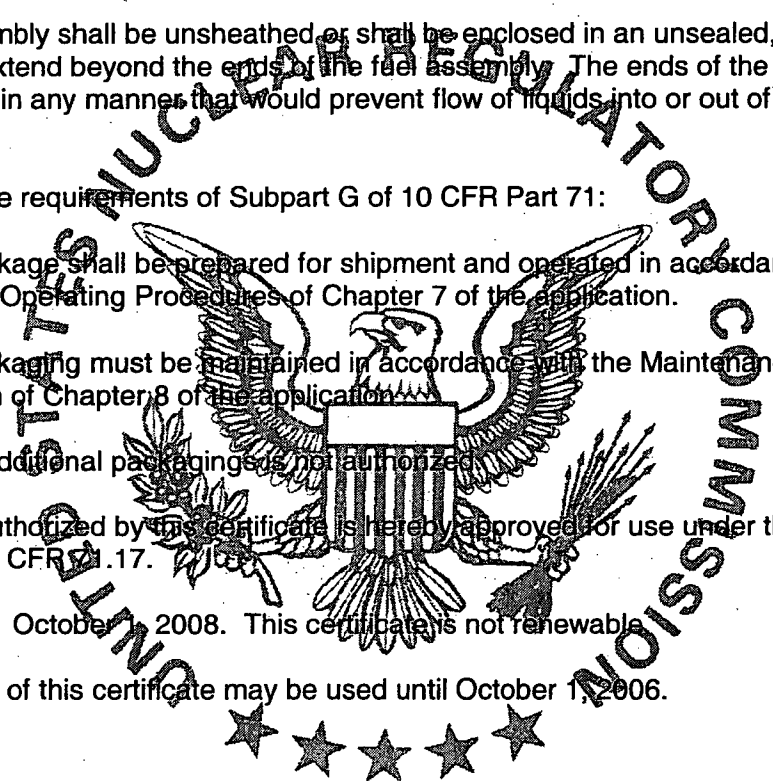 mbly shall be unsheathed or shall be enclosed in an unsealed,
xtend beyond the ends of the fuel assembly. The ends of the
in any manner that would prevent flow of liquids into or out of
e requirements of Subpart G of 10 CFR Part 71:
kage shall be prepared for shipment and operated in accordan
Operating Procedures of Chapter 7 of the application.
kaging must be maintained in accordance with the Maintenanc
of Chapter 8 of the application.
dditional packagings is not authorized.
uthorized by this certificate is hereby approved for use under th
CFR 71.17.
October 1, 2008. This certificate is not renewable.
of this certificate may be used until October 1, 2006.
UNITED STATES NUCLEAR REGULATORY COMMISSION